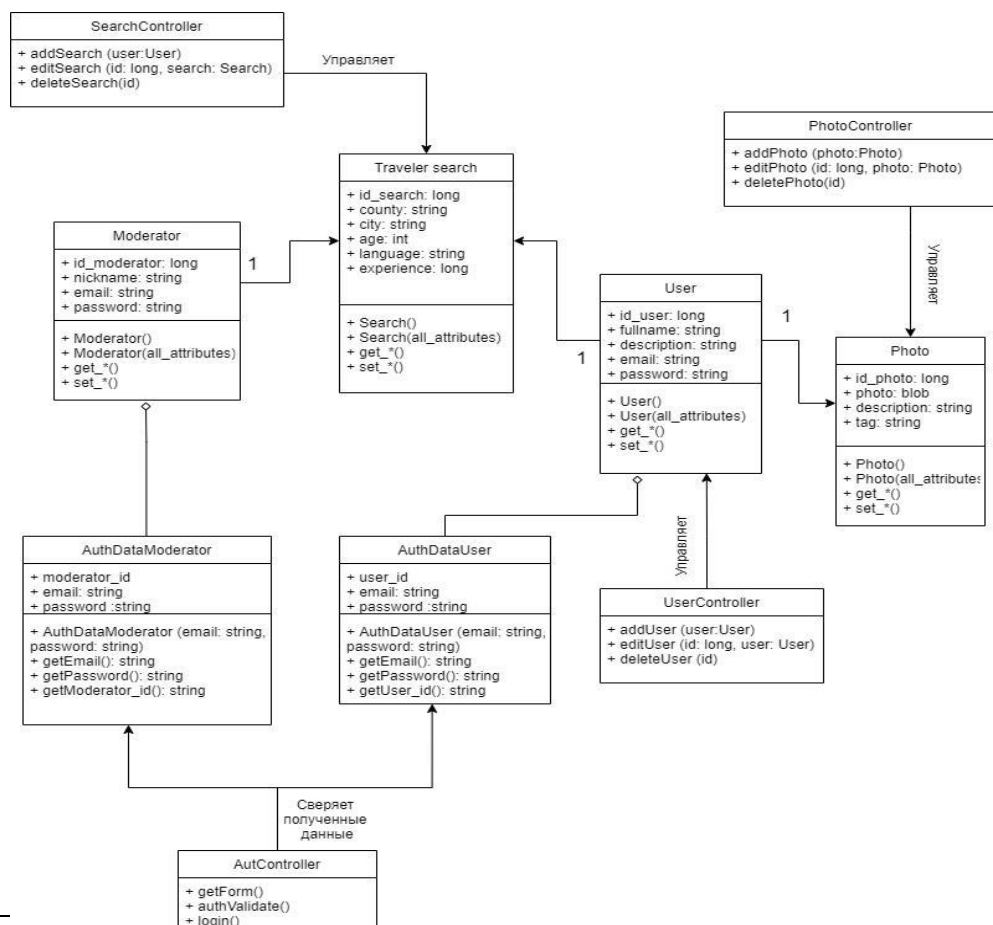 SearchController
+ addSearch (user:User)
+ editSearch (id: long, search: Search)
+ deleteSearch(id)
Управляет
Traveler search
+ id_search: long
+ county: string
+ city: string
+ age: int
+ language: string
+ experience: long
+ Search()
+ Search(all_attributes)
+ get_*()
+ set_*()
PhotoController
+ addPhoto (photo:Photo)
+ editPhoto (id: long, photo: Photo)
+ deletePhoto(id)
Управляет
Moderator
+ id_moderator: long
+ nickname: string
+ email: string
+ password: string
+ Moderator()
+ Moderator(all_attributes)
+ get_*()
+ set_*()
1
User
+ id_user: long
+ fullname: string
+ description: string
+ email: string
+ password: string
+ User()
+ User(all_attributes)
+ get_*()
+ set_*()
1
1
Photo
+ id_photo: long
+ photo: blob
+ description: string
+ tag: string
+ Photo()
+ Photo(all_attributes
+ get_*()
+ set_*()
AuthDataModerator
+ moderator_id
+ email: string
+ password :string
+ AuthDataModerator (email: string,
password: string)
+ getEmail(): string
+ getPassword(): string
+ getModerator_id(): string
AuthDataUser
+ user_id
+ email: string
+ password :string
+ AuthDataUser (email: string,
password: string)
+ getEmail(): string
+ getPassword(): string
+ getUser_id(): string
Управляет
UserController
+ addUser (user:User)
+ editUser (id: long, user: User)
+ deleteUser (id)
Сверяет
полученные
данные
AutController
+ getForm()
+ authValidate()
+ login()